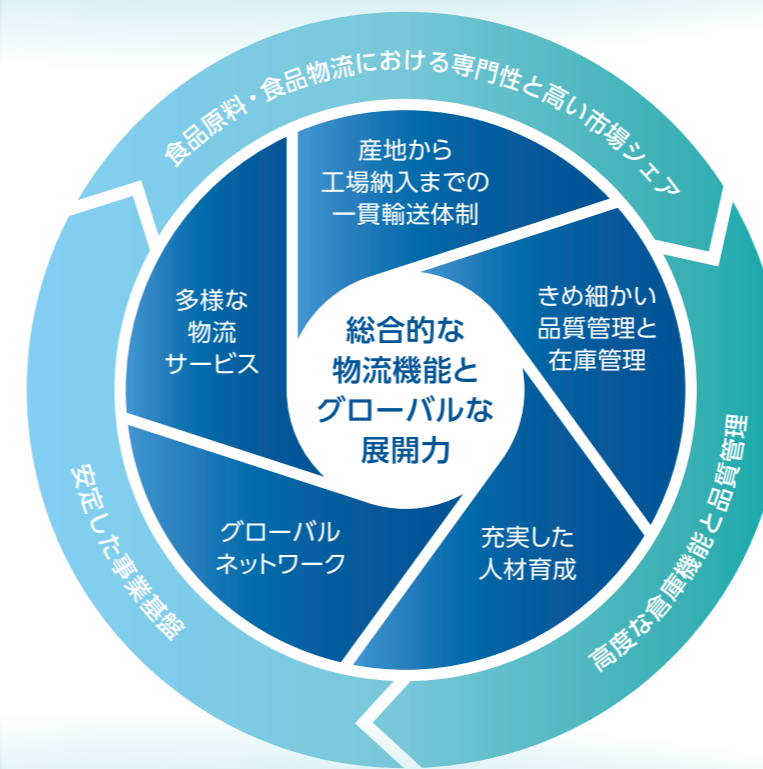 食品原料・食品物流における専門性と高い市場シェア
産地から
工場納入までの
一貫輸送体制
きめ細かい
品質管理と
在庫管理
多様な
物流
サービス
総合的な
物流機能と
グローバルな
展開力
グローバル
ネットワーク
充実した
人材育成
高度な倉庫機能と品質管理
安定した事業基盤